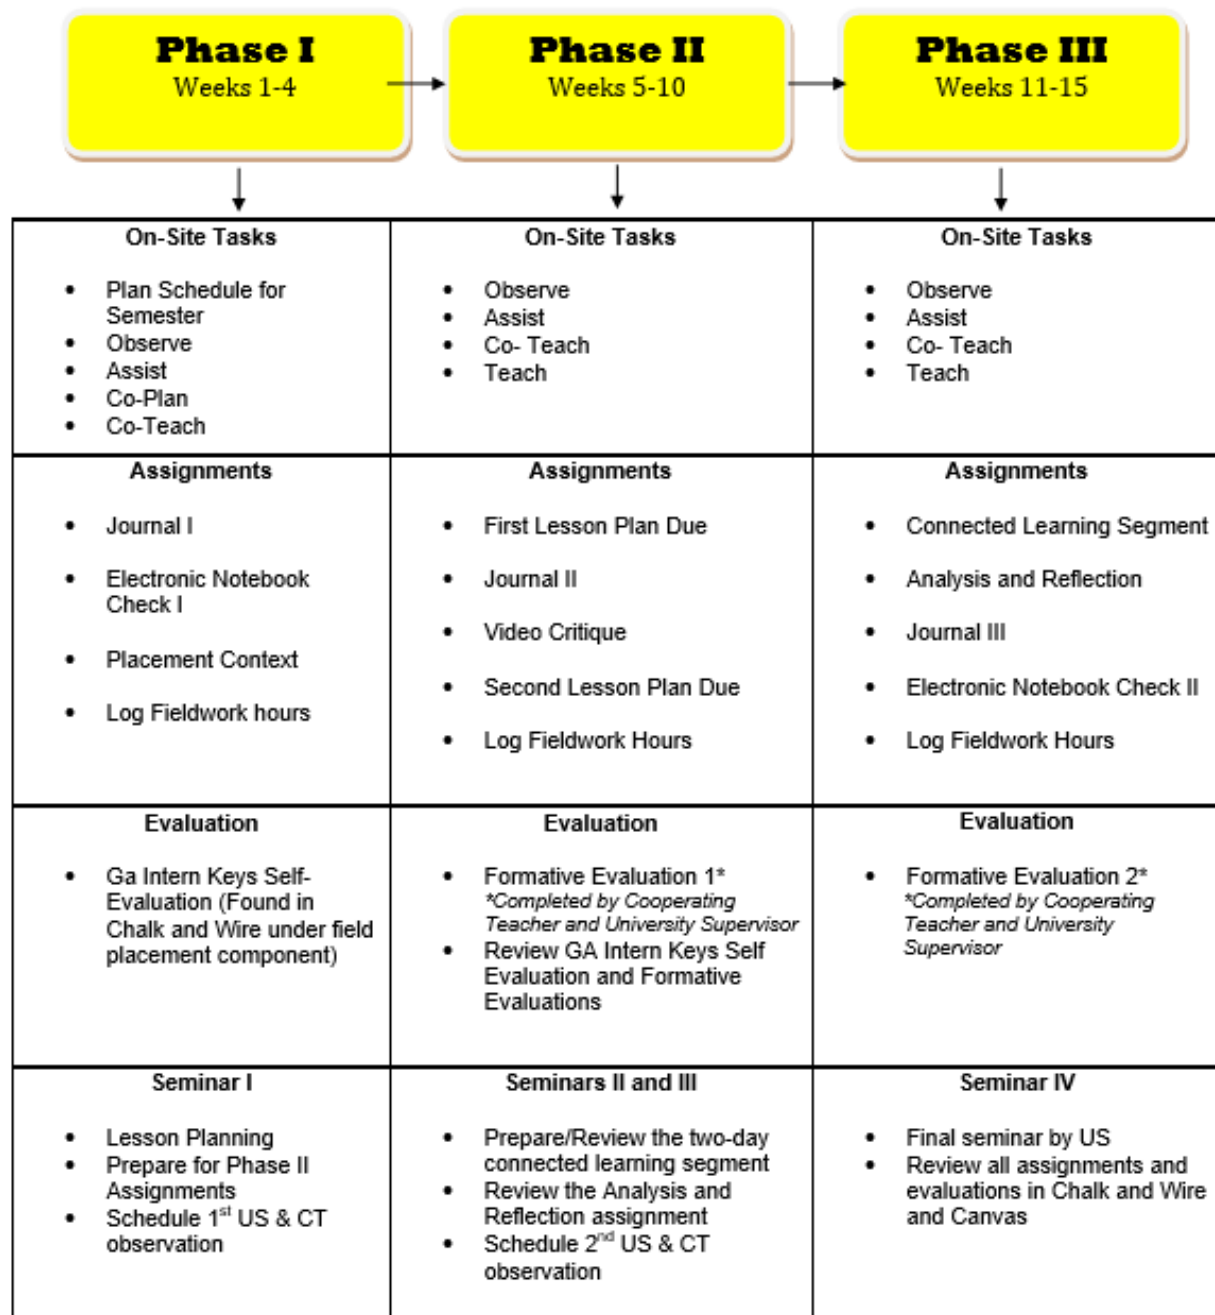 Phase I
Weeks 1-4
Phase II
Weeks 5-10
Phase III
Weeks 11-15
On-Site Tasks
• Plan Schedule for
Semester
• Observe
• Assist
• Co-Plan
• Co-Teach
On-Site Tasks
• Observe
• Assist
• Co- Teach
• Teach
On-Site Tasks
• Observe
• Assist
• Co- Teach
• Teach
Assignments
• Journal I
• Electronic Notebook
Check I
• Placement Context
• Log Fieldwork hours
Assignments
• First Lesson Plan Due
• Journal II
• Video Critique
• Second Lesson Plan Due
• Log Fieldwork Hours
Assignments
• Connected Learning Segment
• Analysis and Reflection
• Journal III
• Electronic Notebook Check II
• Log Fieldwork Hours
Evaluation
• Ga Intern Keys Self-
Evaluation (Found in
Chalk and Wire under field
placement component)
Evaluation
• Formative Evaluation 1*
*Completed by Cooperating
Teacher and University Supervisor
• Review GA Intern Keys Self
Evaluation and Formative
Evaluations
Evaluation
• Formative Evaluation 2*
*Completed by Cooperating
Teacher and University
Supervisor
Seminar I
• Lesson Planning
• Prepare for Phase II
Assignments
• Schedule 1st US & CT
observation
Seminars II and III
• Prepare/Review the two-day
connected learning segment
• Review the Analysis and
Reflection assignment
• Schedule 2nd US & CT
observation
Seminar IV
• Final seminar by US
• Review all assignments and
evaluations in Chalk and Wire
and Canvas